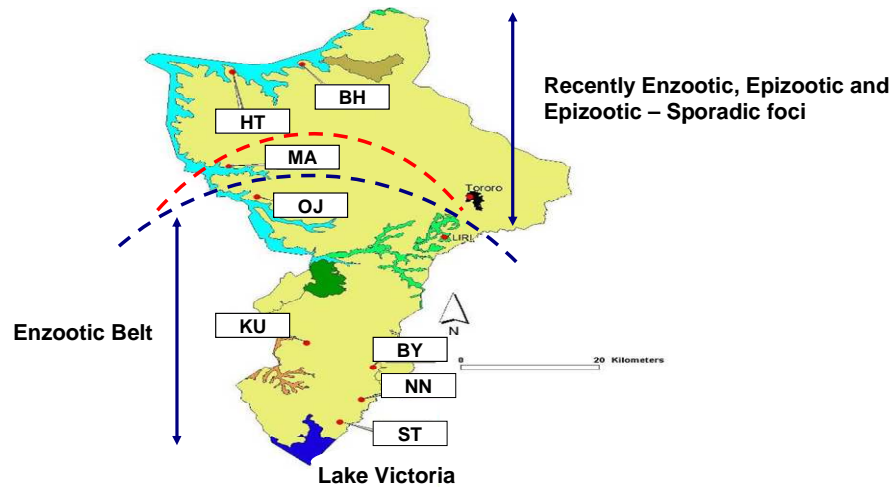 Recently Enzootic, Epizootic and
Epizootic – Sporadic foci
BH
HT
MA
Tororo
OJ
LIRI
N
KU
Enzootic Belt
BY
0 20 Kilometers
NN
ST
Lake Victoria